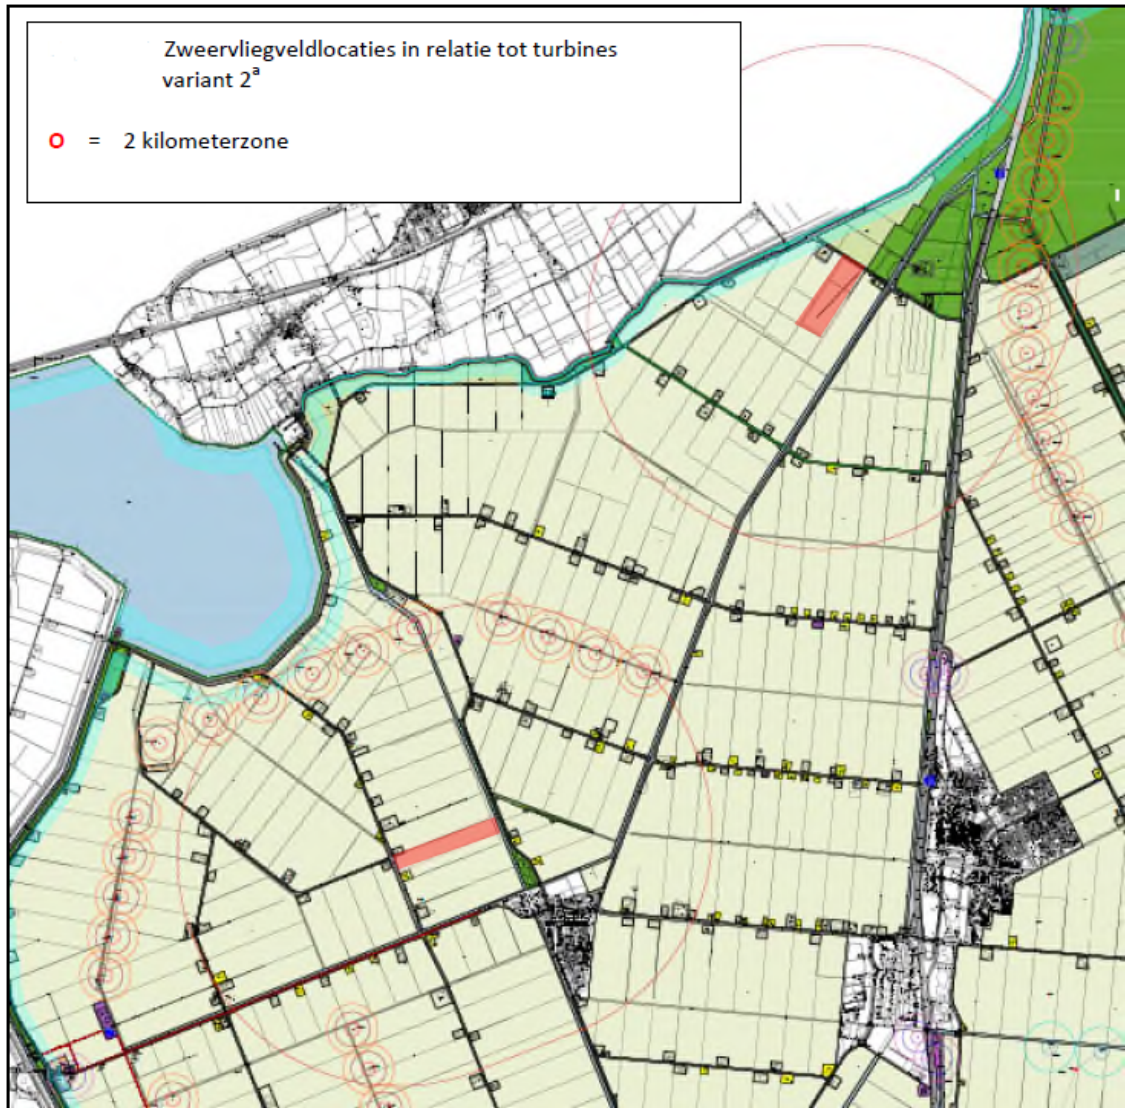 Zweervliegveldlocaties in relatie tot turbines
variant 2ª
O = 2 kilometerzone